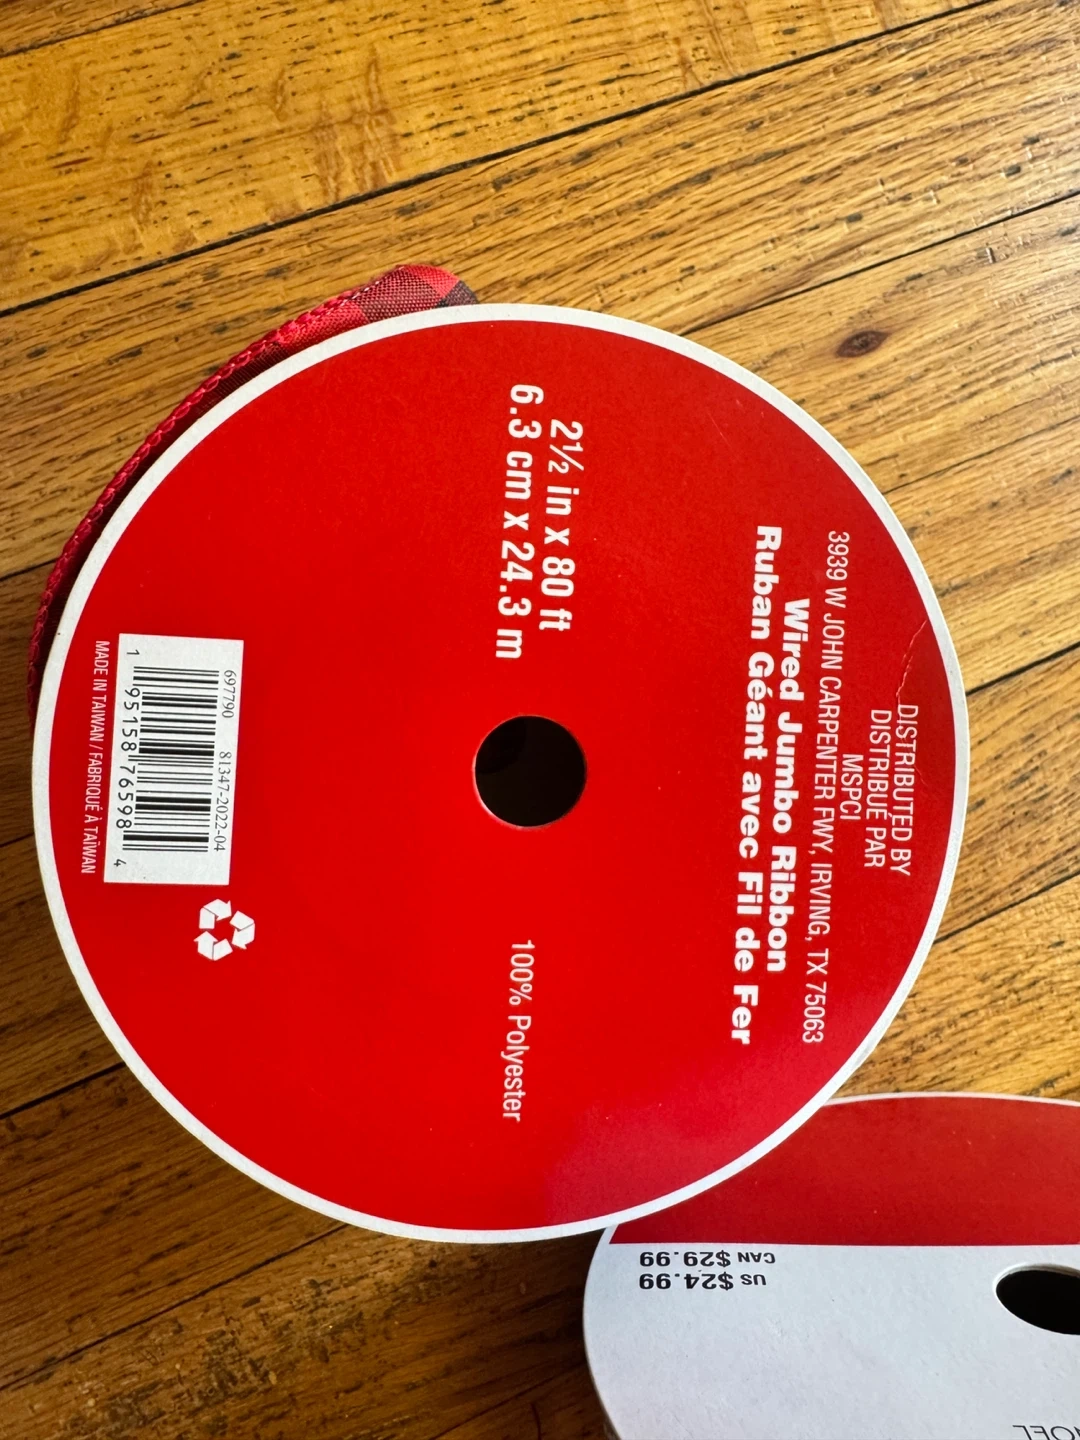 DISTRIBUTED BY
DISTRIBUÉ PAR
MSPCI
3939 W JOHN CARPENTER FWY, IRVING, TX 75063
Wired Jumbo Ribbon
Ruban Géant avec Fil de Fer
2½ in x 80 ft
6.3 cm x 24.3 m
100% Polyester
697790 81347-2022-04
1 95158 76598 4
MADE IN TAIWAN / FABRIQUÉ À TAÏWAN
US $24.99
CAN $29.99